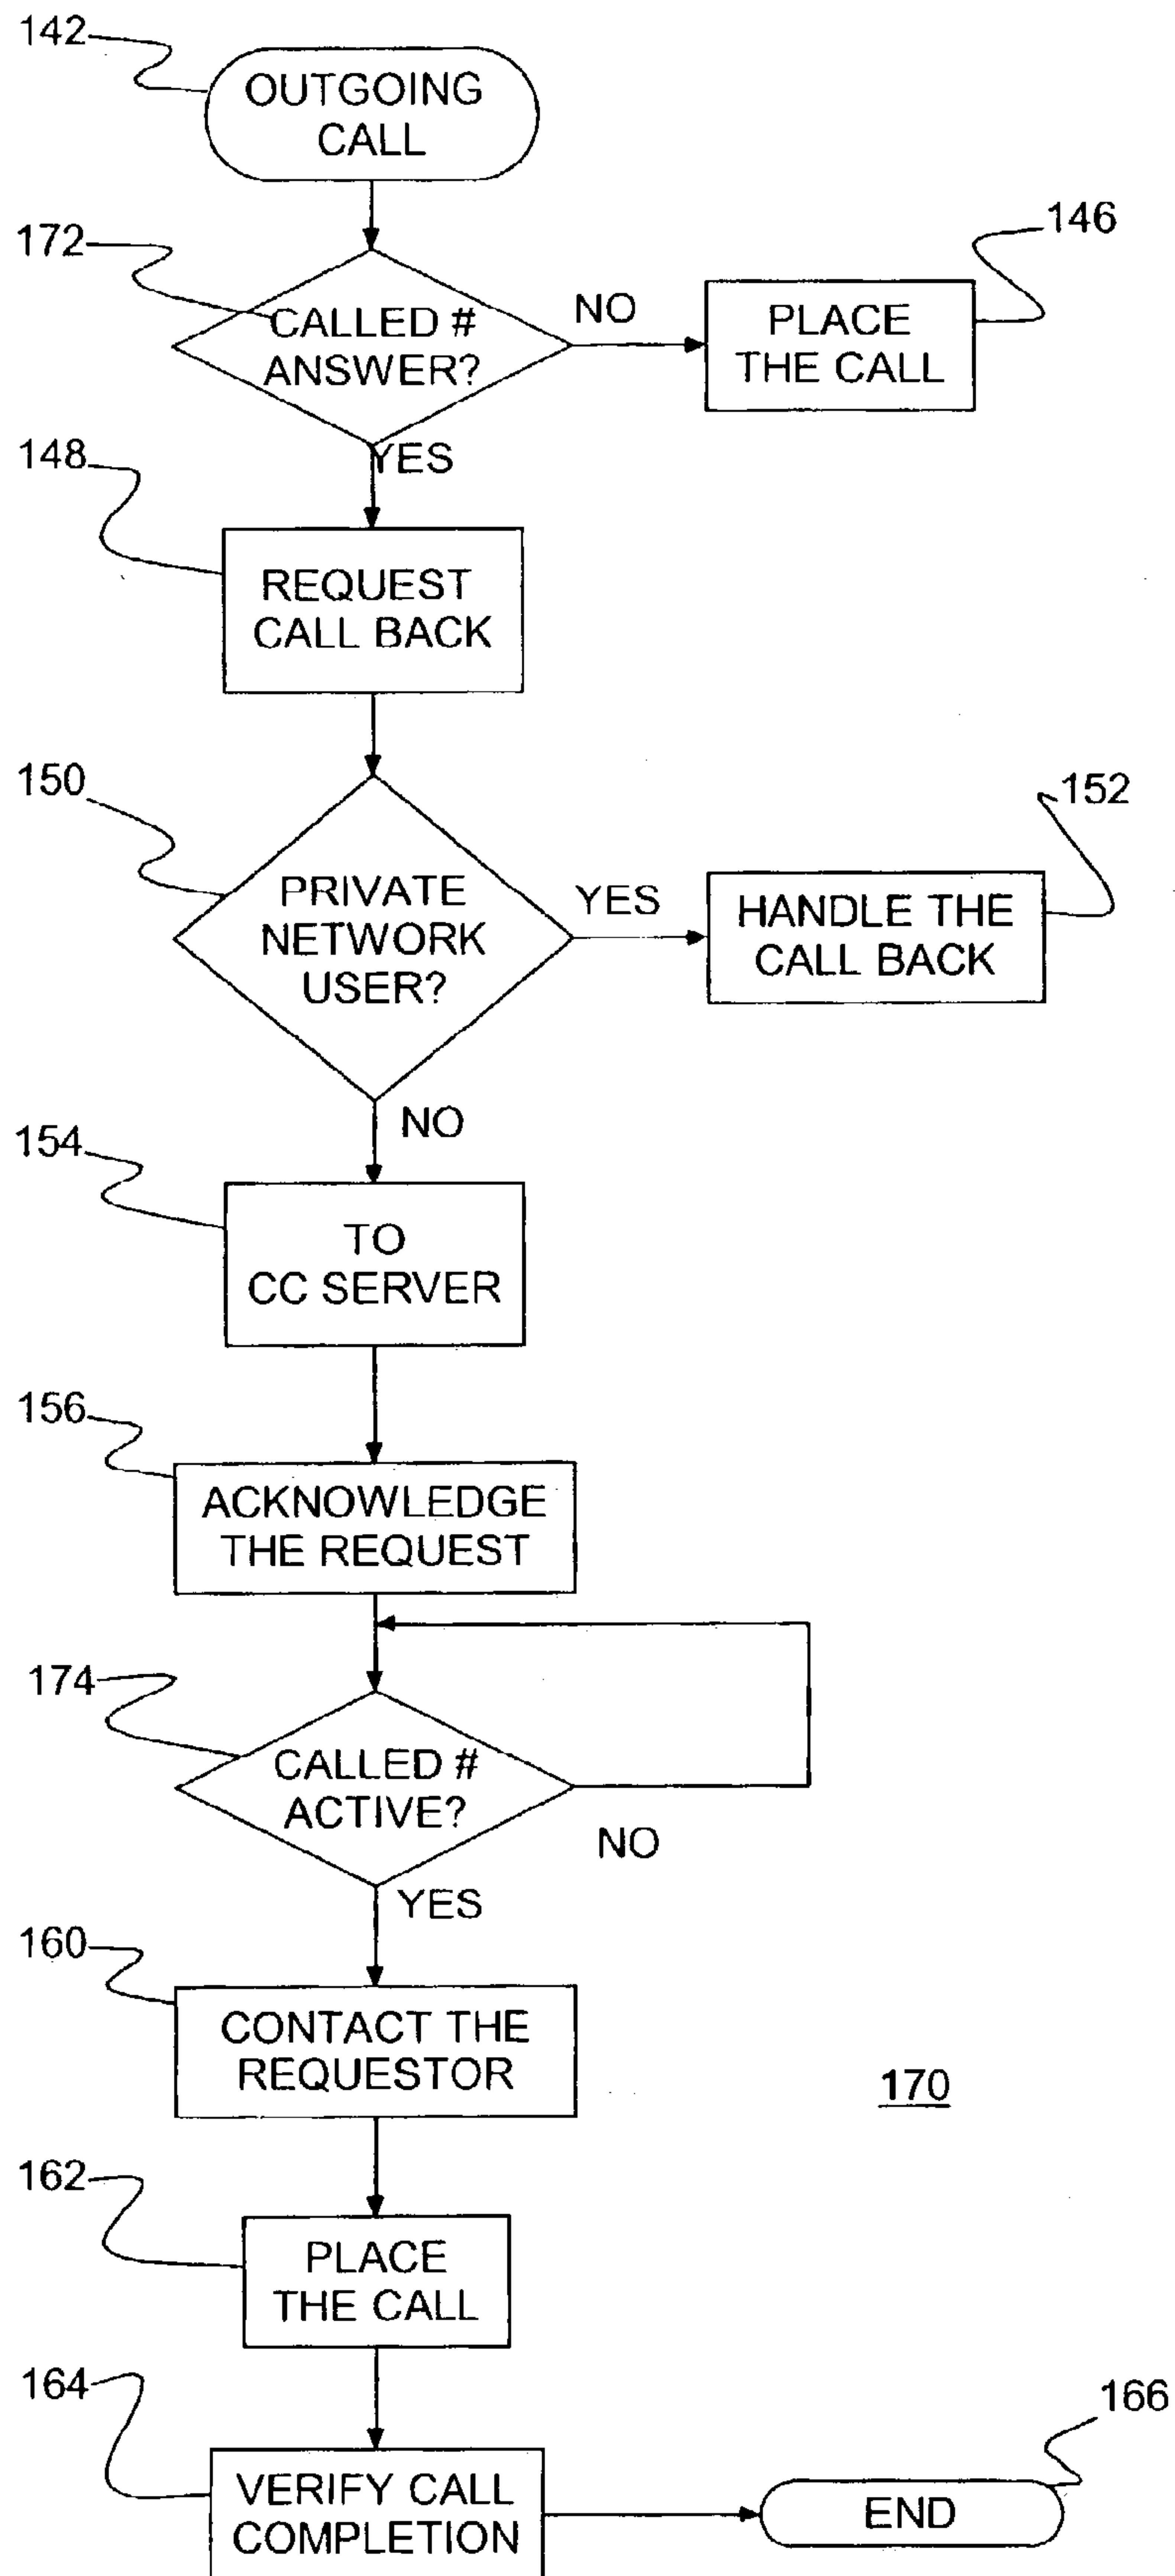 142
OUTGOING
CALL
172
CALLED #
ANSWER?
NO
146
PLACE
THE CALL
YES
148
REQUEST
CALL BACK
150
PRIVATE
NETWORK
USER?
YES
152
HANDLE THE
CALL BACK
NO
154
TO
CC SERVER
156
ACKNOWLEDGE
THE REQUEST
174
CALLED #
ACTIVE?
NO
YES
160
CONTACT THE
REQUESTOR
170
162
PLACE
THE CALL
164
VERIFY CALL
COMPLETION
166
END